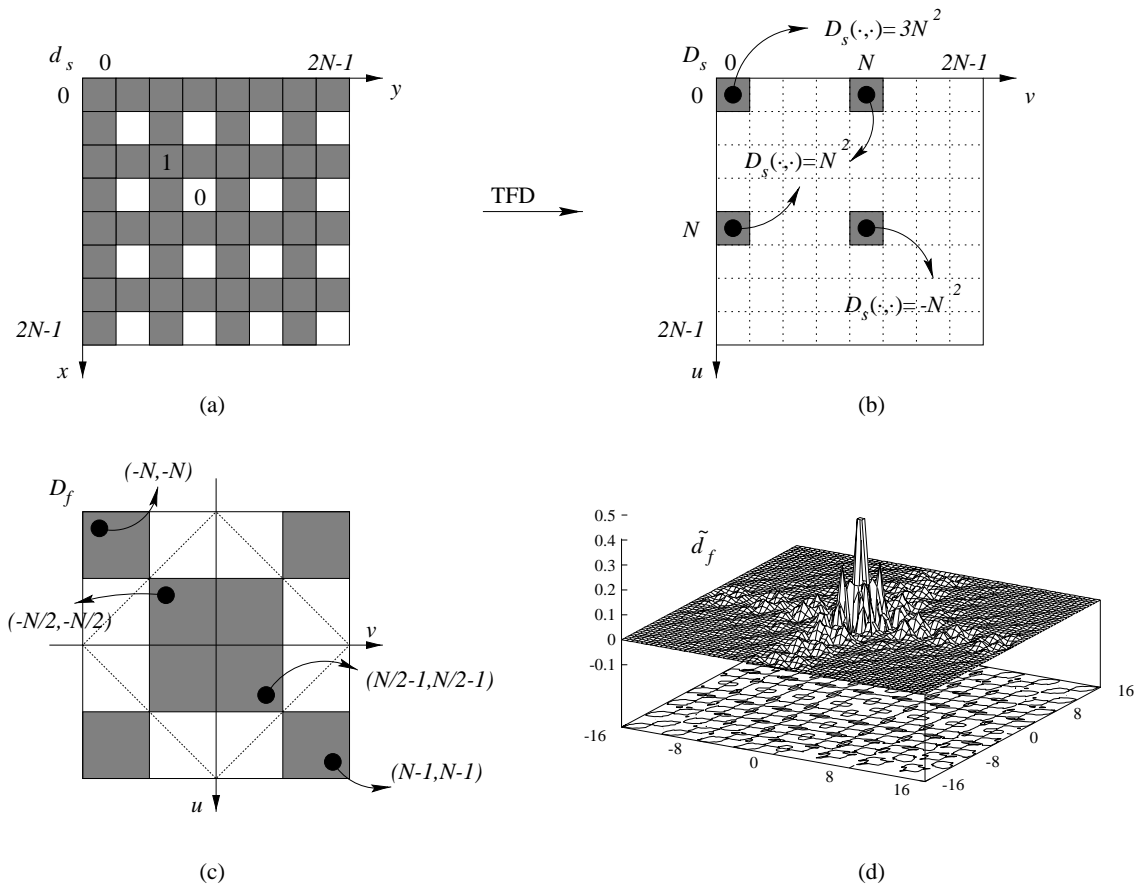 d_s 0 2N-1
0 y
1
0
2N-1
x
(a)
TFD
D_s(·,·)=3N^2
D_s 0 N 2N-1
0 v
D_s(·,·)=N^2
N
D_s(·,·)=-N^2
2N-1
u
(b)
(-N,-N)
D_f
(-N/2,-N/2)
v
(N/2-1,N/2-1)
(N-1,N-1)
u
(c)
0.5
0.4
0.3
0.2
0.1
0
-0.1
d̃_f
-16
-8
0
8
16
-16
-8
0
8
16
(d)